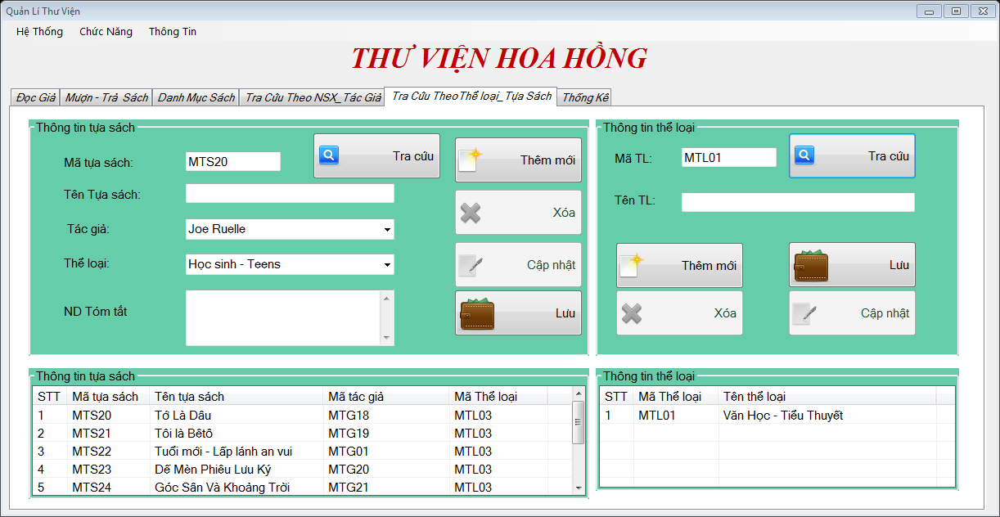 Quản Lí Thư Viện
Hệ Thống Chức Năng Thông Tin
THƯ VIỆN HOA HỒNG
Đọc Giả Mượn - Trả Sách Danh Mục Sách Tra Cứu Theo NSX_Tác Giả Tra Cứu TheoThể loại_Tựa Sách Thống Kê
Thông tin tựa sách
Mã tựa sách: MTS20 Tra cứu Thêm mới
Tên Tựa sách:
Xóa
Tác giả: Joe Ruelle
Thể loại: Học sinh - Teens Cập nhật
ND Tóm tắt Lưu
Thông tin thể loại
Mã TL: MTL01 Tra cứu
Tên TL:
Thêm mới Lưu
Xóa Cập nhật
Thông tin tựa sách
STT Mã tựa sách Tên tựa sách Mã tác giả Mã Thể loại
1 MTS20 Tớ Là Dâu MTG18 MTL03
2 MTS21 Tôi là Bêtô MTG19 MTL03
3 MTS22 Tuổi mới - Lấp lánh an vui MTG01 MTL03
4 MTS23 Dế Mèn Phiêu Lưu Ký MTG20 MTL03
5 MTS24 Góc Sân Và Khoảng Trời MTG21 MTL03
Thông tin thể loại
STT Mã Thể loại Tên thể loại
1 MTL01 Văn Học - Tiểu Thuyết